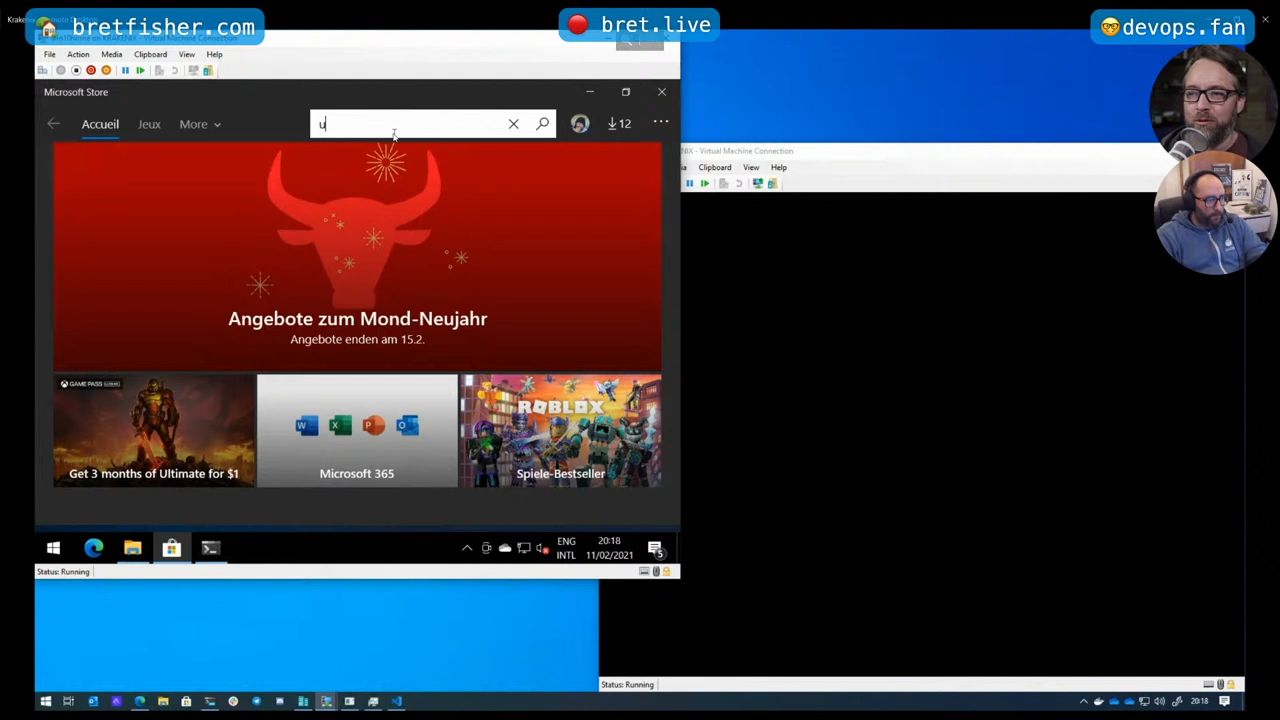 bretfisher.com
bret.live
devops.fan
File Action Media Clipboard View Help
Microsoft Store
Accueil Jeux More
u
12
Angebote zum Mond-Neujahr
Angebote enden am 15.2.
GAME PASS
Get 3 months of Ultimate for $1
Microsoft 365
ROBLOX
Spiele-Bestseller
ENG
INTL
20:18
11/02/2021
5
Status: Running
NIX - Virtual Machine Connection
Clipboard View Help
Status: Running
20:18